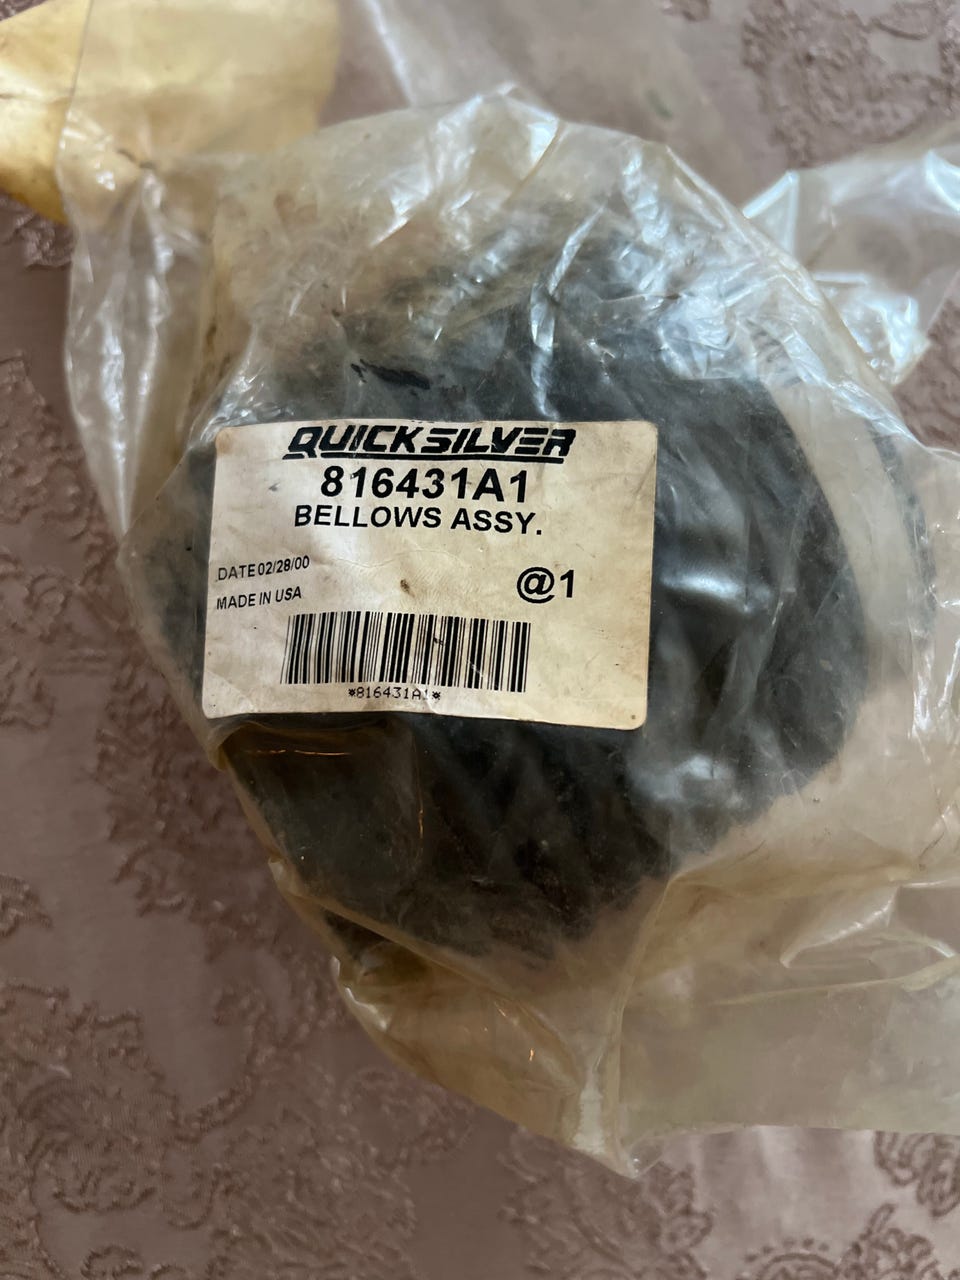 QUICKSILVER
816431A1
BELLOWS ASSY.
DATE 02/28/00
@1
MADE IN USA
*816431A1*